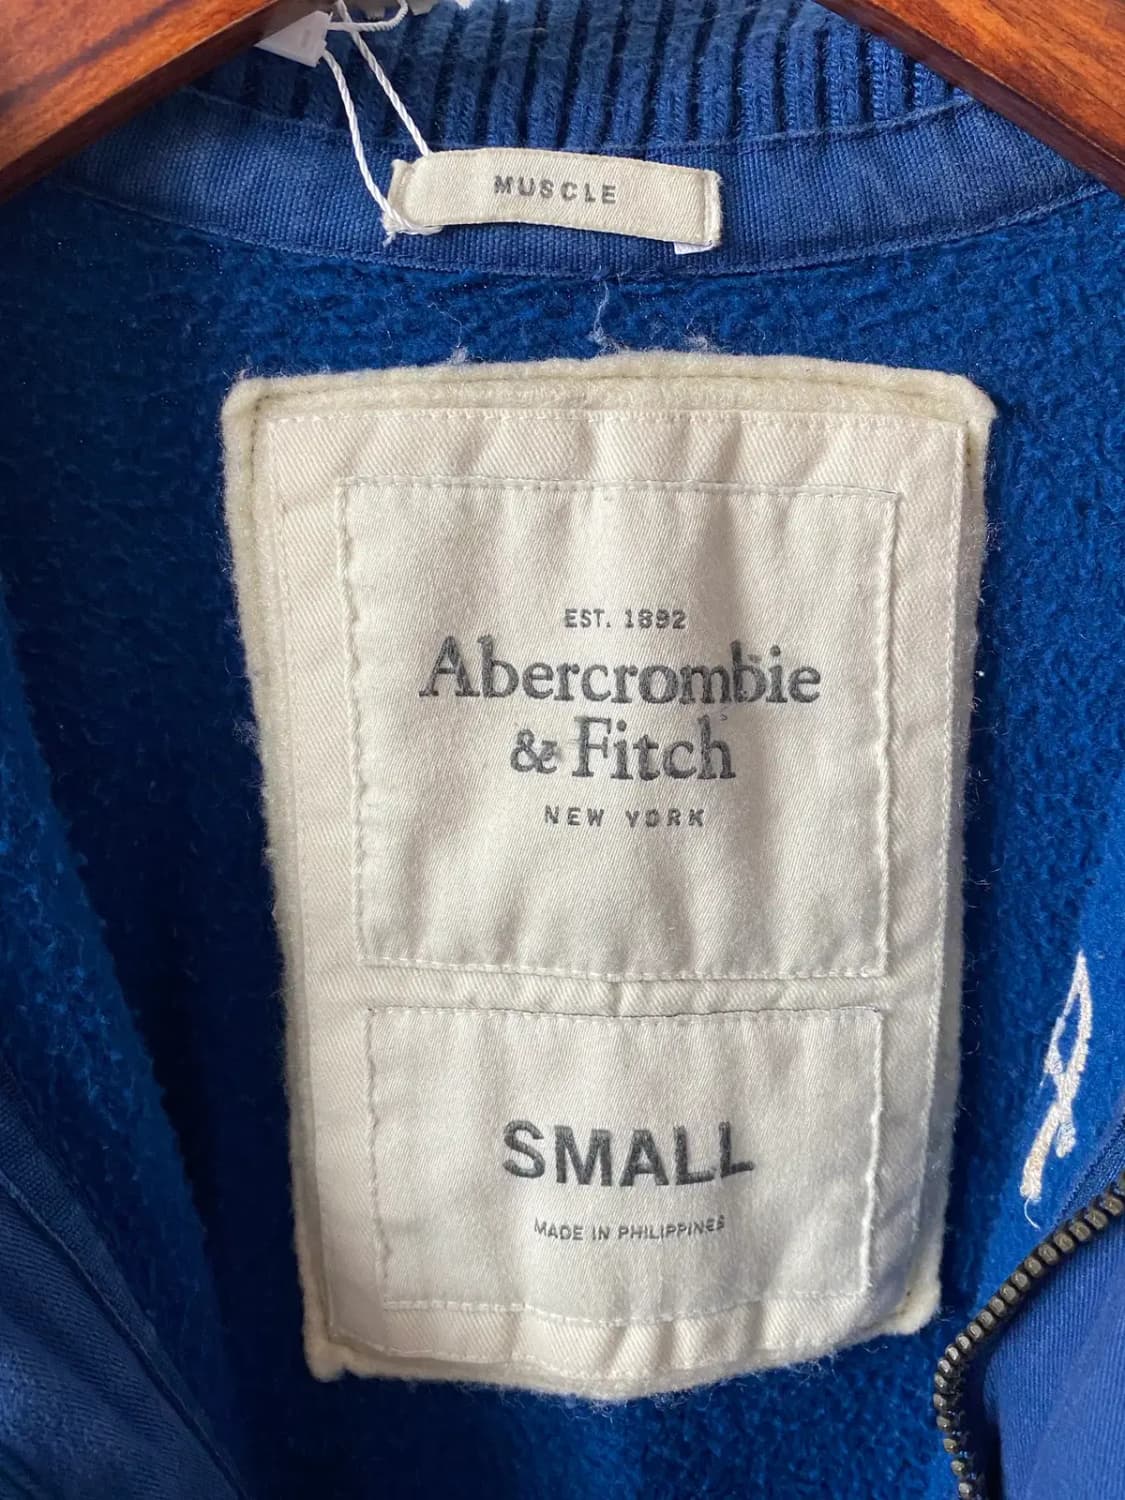 MUSCLE
EST. 1892
Abercrombie
& Fitch
NEW YORK
SMALL
MADE IN PHILIPPINES